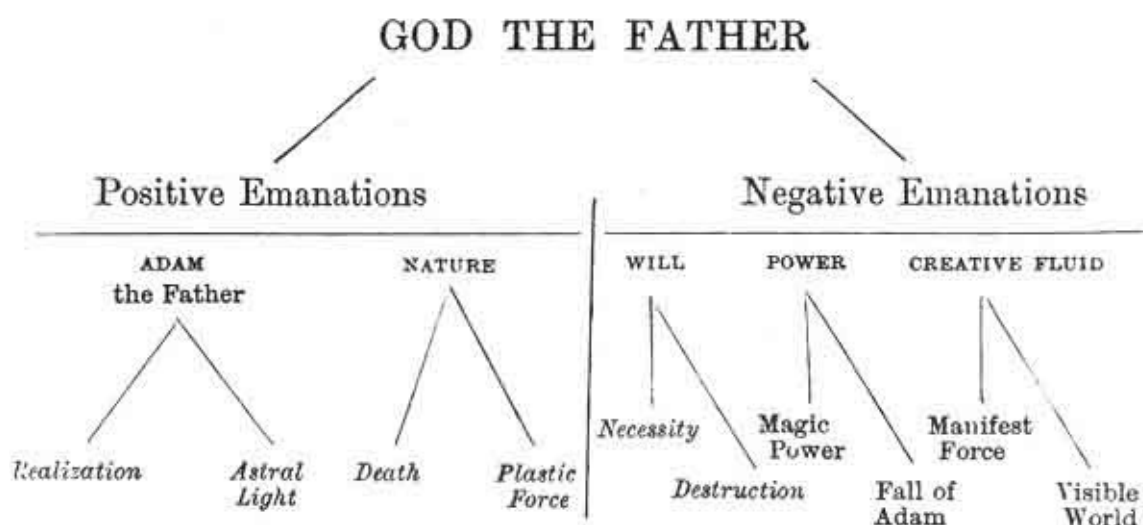 GOD THE FATHER
Positive Emanations
Negative Emanations
ADAM
the Father
NATURE
WILL
POWER
CREATIVE FLUID
Realization
Astral
Light
Death
Plastic
Force
Necessity
Destruction
Magic
Power
Fall of
Adam
Manifest
Force
Visible
World